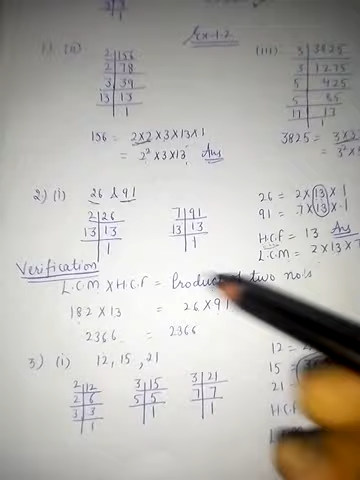 Ex-1.2
1) (ii)
2 | 156
2 | 78
3 | 39
13 | 13
1
156 = 2×2×3×13×1
= 2² ×3×13 Ans
(iii)
3 | 3825
3 | 1275
5 | 425
5 | 85
17 | 17
1
3825 = 3×3
= 3²×
2) (i) 26 & 91
2 | 26
13 | 13
1
7 | 91
13 | 13
1
26 = 2×13×1
91 = 7×13×1
H.C.F = 13 Ans
L.C.M = 2×13×7
Verification
L.C.M × H.C.F = Product of two no's
182 × 13 = 26 × 91
2366 = 2366
3) (i) 12, 15, 21
2 | 12
2 | 6
3 | 3
1
3 | 15
5 | 5
1
3 | 21
7 | 7
1
12 = 2
15 = 3
21 =
H.C.F